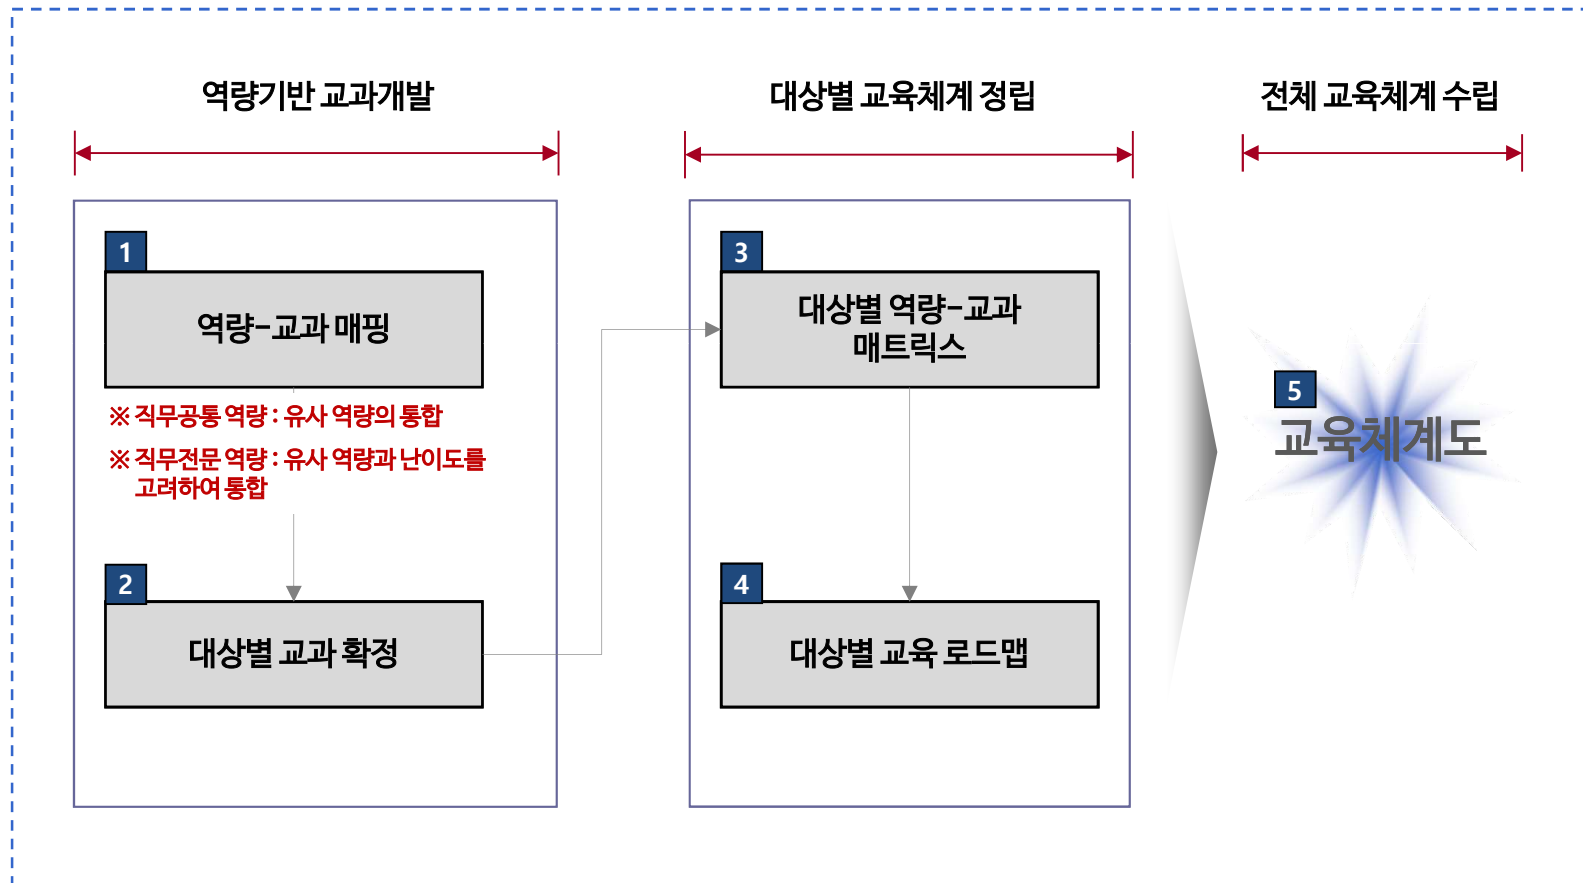 역량기반 교과개발
대상별 교육체계 정립
전체 교육체계 수립
1
역량-교과 매핑
※ 직무공통 역량 : 유사 역량의 통합
※ 직무전문 역량 : 유사 역량과 난이도를
고려하여 통합
2
대상별 교과 확정
3
대상별 역량-교과
매트릭스
4
대상별 교육 로드맵
5
교육체계도